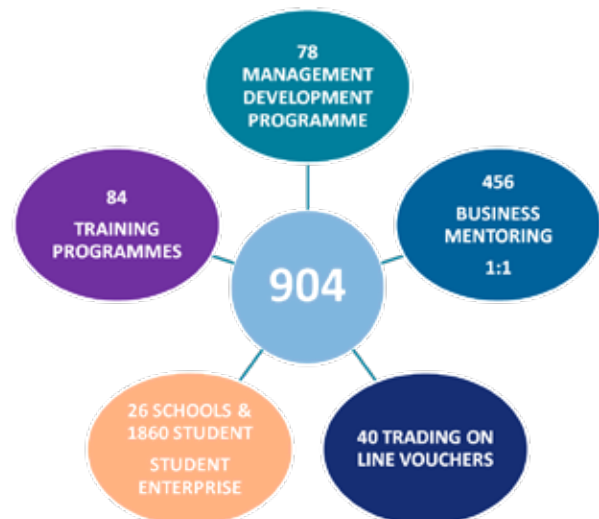 78
MANAGEMENT
DEVELOPMENT
PROGRAMME
456
BUSINESS
MENTORING
1:1
84
TRAINING
PROGRAMMES
904
26 SCHOOLS &
1860 STUDENT
STUDENT
ENTERPRISE
40 TRADING ON
LINE VOUCHERS